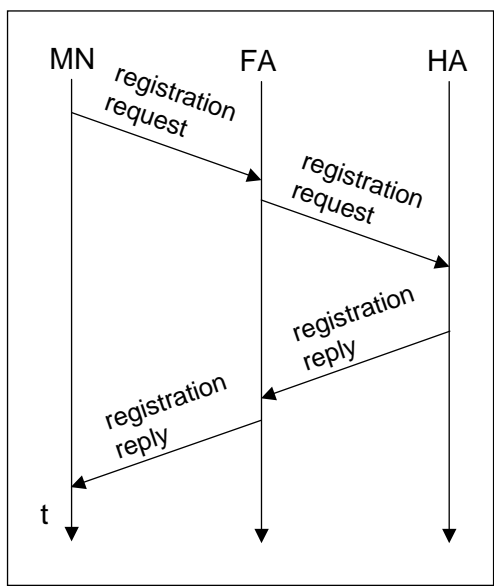 MN
FA
HA
registration
request
registration
request
registration
reply
registration
reply
t